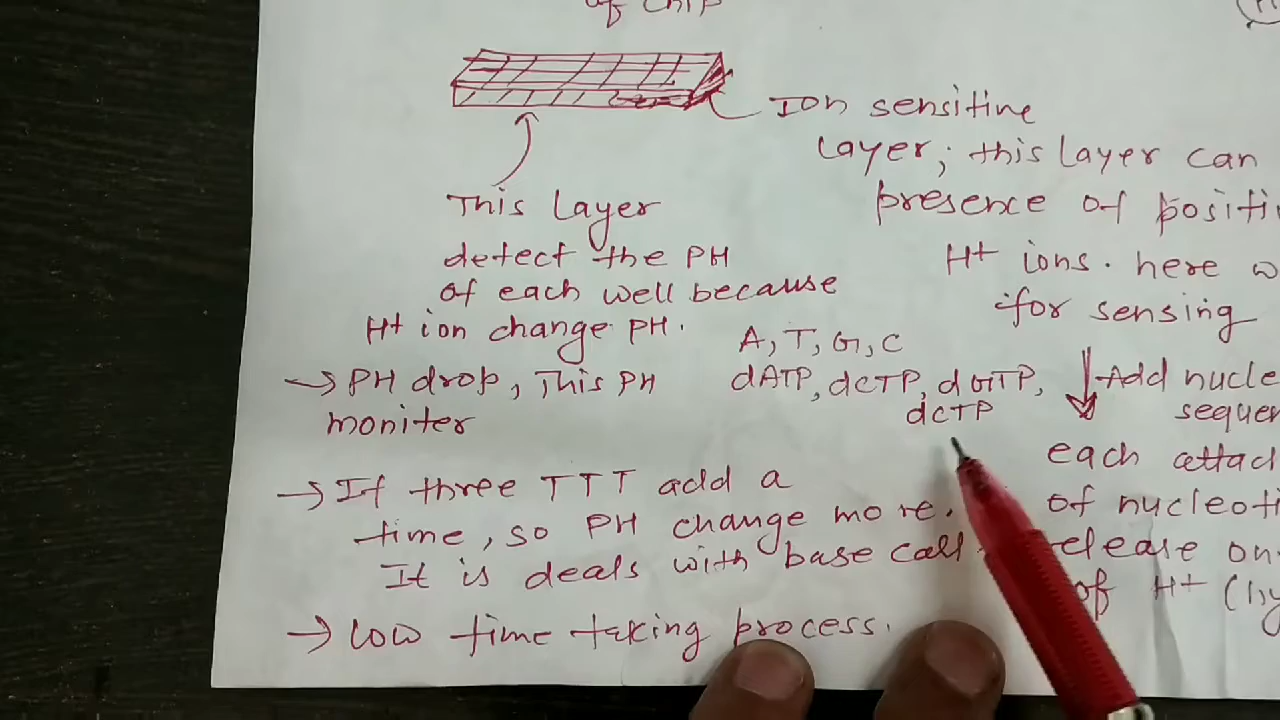 of chip
Ion sensitive
layer; this layer can
presence of positi
H+ ions. here w
for sensing
This Layer
detect the PH
of each well because
H+ ion change PH.
→ PH drop, This PH
moniter
A, T, G, C
dATP, dCTP, dGTP,
dCTP
Add nucle
sequen
each attac
of nucleoti
release on
of H+ (1)
→ If three TTT add a
time, so PH change more.
It is deals with base call
→ Low time taking process.